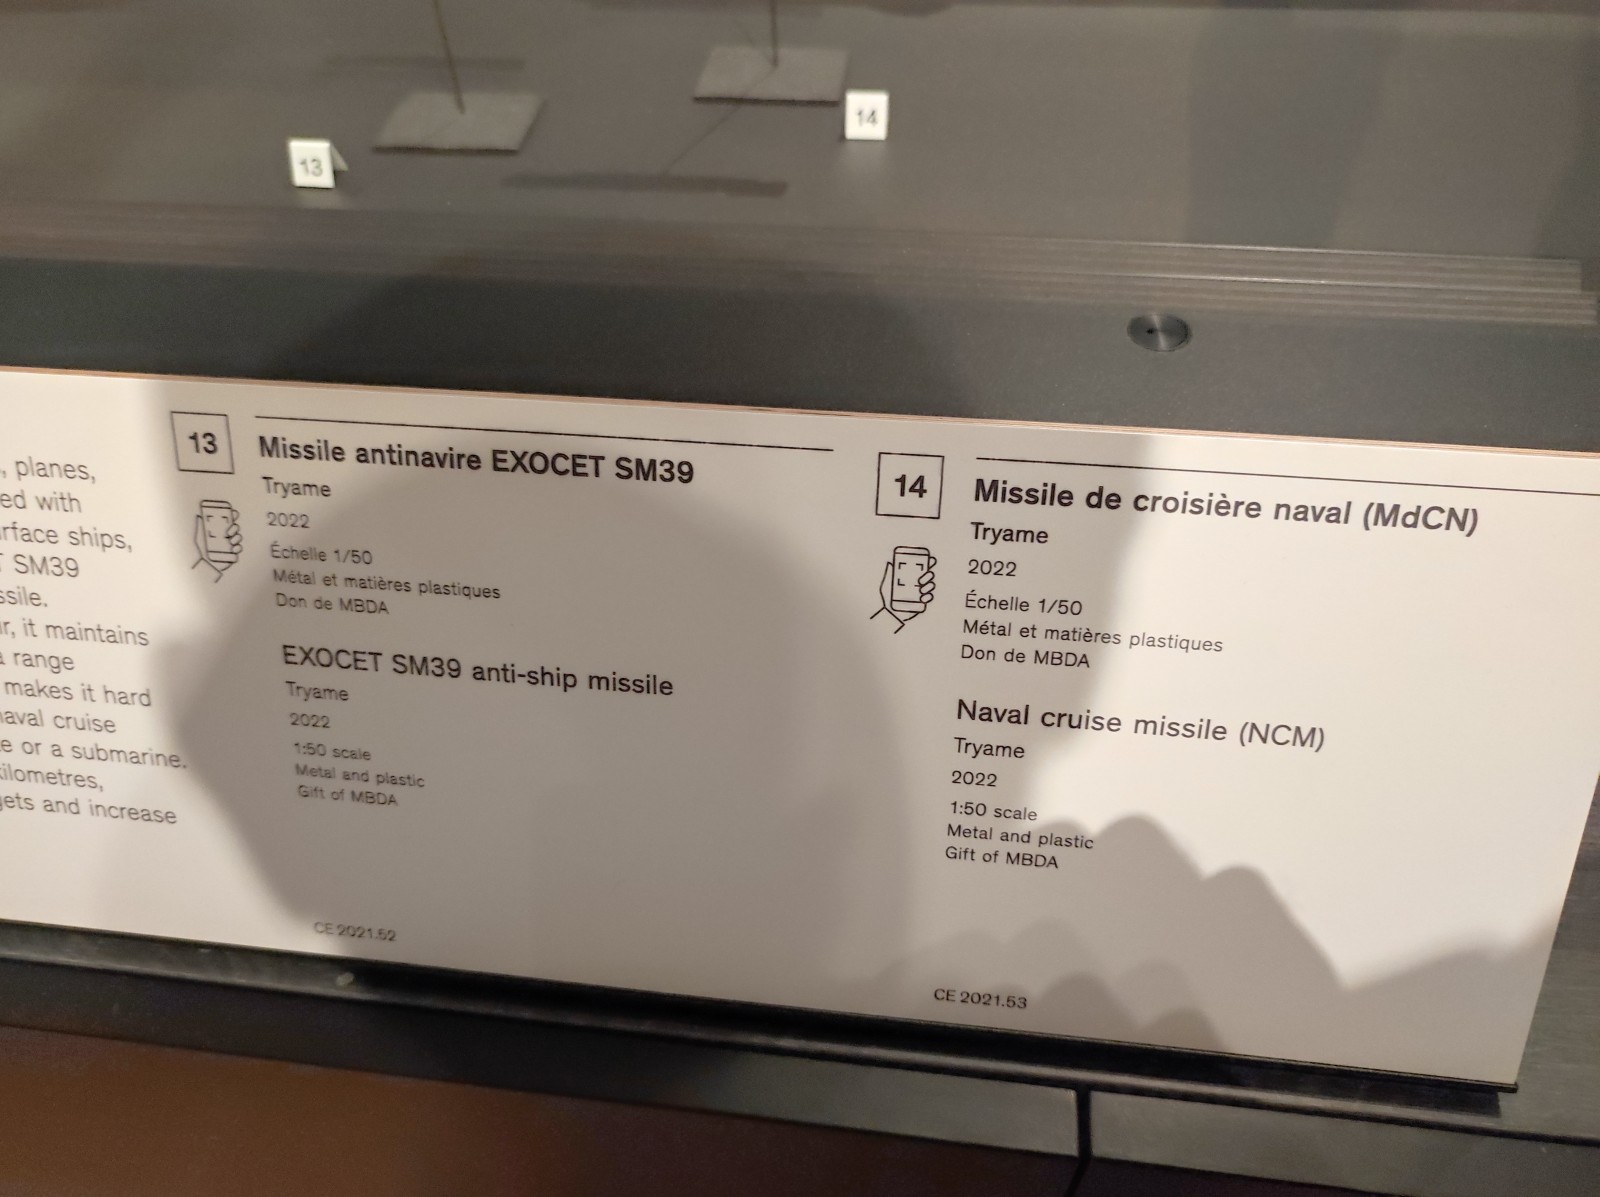 13
14
, planes,
ed with
rface ships,
T SM39
ssile.
r, it maintains
a range
makes it hard
naval cruise
e or a submarine.
kilometres,
gets and increase
13
Missile antinavire EXOCET SM39
Tryame
2022
Échelle 1/50
Métal et matières plastiques
Don de MBDA
EXOCET SM39 anti-ship missile
Tryame
2022
1:50 scale
Metal and plastic
Gift of MBDA
CE 2021.52
14
Missile de croisière naval (MdCN)
Tryame
2022
Échelle 1/50
Métal et matières plastiques
Don de MBDA
Naval cruise missile (NCM)
Tryame
2022
1:50 scale
Metal and plastic
Gift of MBDA
CE 2021.53